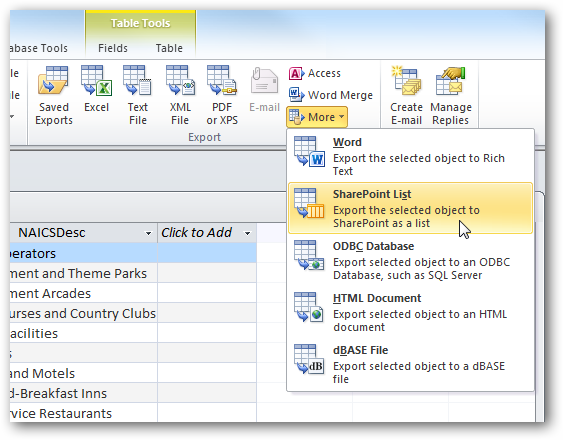 Table Tools
abase Tools Fields Table
Saved Exports
Excel
Text File
XML File
PDF or XPS
E-mail
Access
Word Merge
More
Create E-mail
Manage Replies
Export
Word
Export the selected object to Rich
Text
SharePoint List
Export the selected object to
SharePoint as a list
ODBC Database
Export selected object to an ODBC
Database, such as SQL Server
HTML Document
Export selected object to an HTML
document
dBASE File
Export selected object to a dBASE
file
NAICSDesc Click to Add
perators
ment and Theme Parks
ment Arcades
urses and Country Clubs
acilities
s
and Motels
d-Breakfast Inns
rvice Restaurants